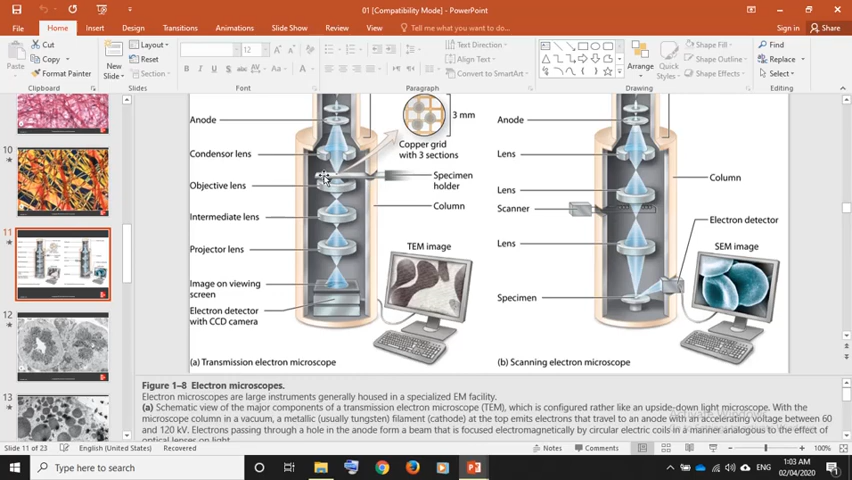 01 [Compatibility Mode] - PowerPoint
Sign in
Share
File
Home
Insert
Design
Transitions
Animations
Slide Show
Review
View
Tell me what you want to do...
Paste
Cut
Copy
Format Painter
Clipboard
New Slide
Layout
Reset
Section
Slides
12
Font
Text Direction
Align Text
Convert to SmartArt
Paragraph
Arrange
Quick Styles
Shape Fill
Shape Outline
Shape Effects
Drawing
Find
Replace
Select
Editing
10
11
12
13
Anode
Condensor lens
Objective lens
Intermediate lens
Projector lens
Image on viewing
screen
Electron detector
with CCD camera
3 mm
Copper grid
with 3 sections
Specimen
holder
Column
TEM image
(a) Transmission electron microscope
Anode
Lens
Lens
Scanner
Lens
Specimen
Column
Electron detector
SEM image
(b) Scanning electron microscope
Figure 1–8 Electron microscopes.
Electron microscopes are large instruments generally housed in a specialized EM facility.
(a) Schematic view of the major components of a transmission electron microscope (TEM), which is configured rather like an upside-down light microscope. With the
microscope column in a vacuum, a metallic (usually tungsten) filament (cathode) at the top emits electrons that travel to an anode with an accelerating voltage between 60
and 120 kV. Electrons passing through a hole in the anode form a beam that is focused electromagnetically by circular electric coils in a manner analogous to the effect of
optical lenses on light.
Slide 11 of 23
English (United States)
Recovered
Notes
Comments
100%
Type here to search
ENG
1:03 AM
02/04/2020